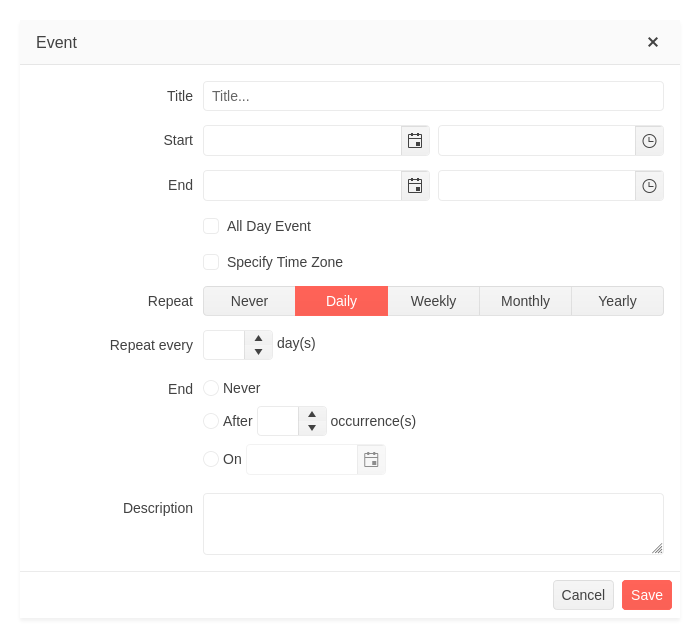 Event
Title Title...
Start
End
All Day Event
Specify Time Zone
Repeat Never Daily Weekly Monthly Yearly
Repeat every day(s)
End Never
After occurrence(s)
On
Description
Cancel Save